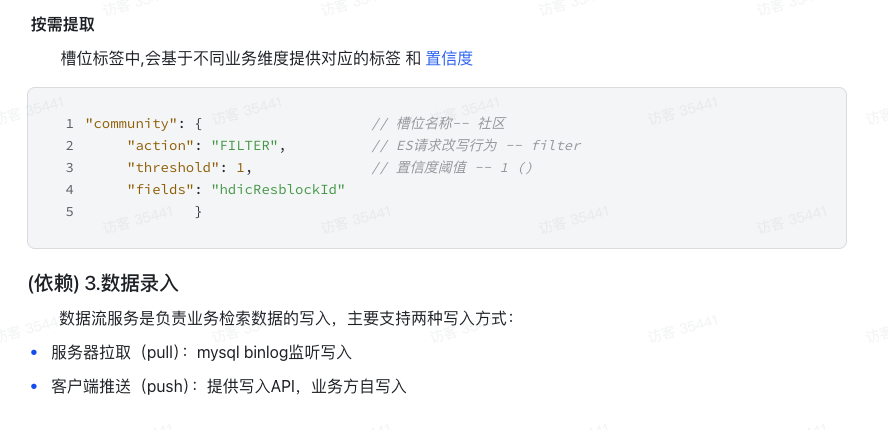 按需提取
槽位标签中,会基于不同业务维度提供对应的标签 和 置信度
1 "community": { // 槽位名称-- 社区
2 "action": "FILTER", // ES请求改写行为 -- filter
3 "threshold": 1, // 置信度阈值 -- 1 ()
4 "fields": "hdicResblockId"
5 }
(依赖) 3.数据录入
数据流服务是负责业务检索数据的写入，主要支持两种写入方式：
• 服务器拉取（pull）：mysql binlog监听写入
• 客户端推送（push）：提供写入API，业务方自写入
访客 35441